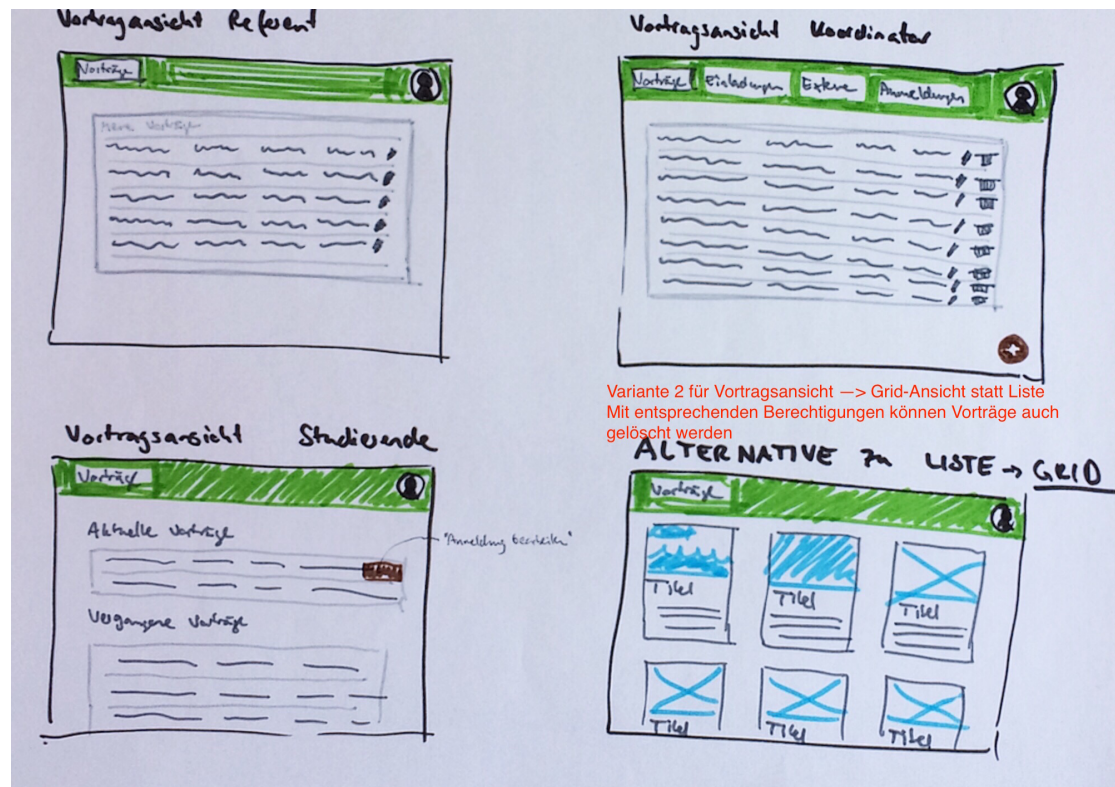 Vortragansicht Referent
Vorträge
Meine Vorträge
Vortragsansicht Koordinator
Vorträge Einladungen Externe Anmeldungen
Variante 2 für Vortragsansicht —> Grid-Ansicht statt Liste
Mit entsprechenden Berechtigungen können Vorträge auch
gelöscht werden
Vortragsansicht Studierende
Vorträge
Aktuelle Vorträge
"Anmeldung bearbeiten"
Vergangene Vorträge
ALTERNATIVE zu LISTE → GRID
Vorträge
Titel
Titel
Titel
Titel
Titel
Titel